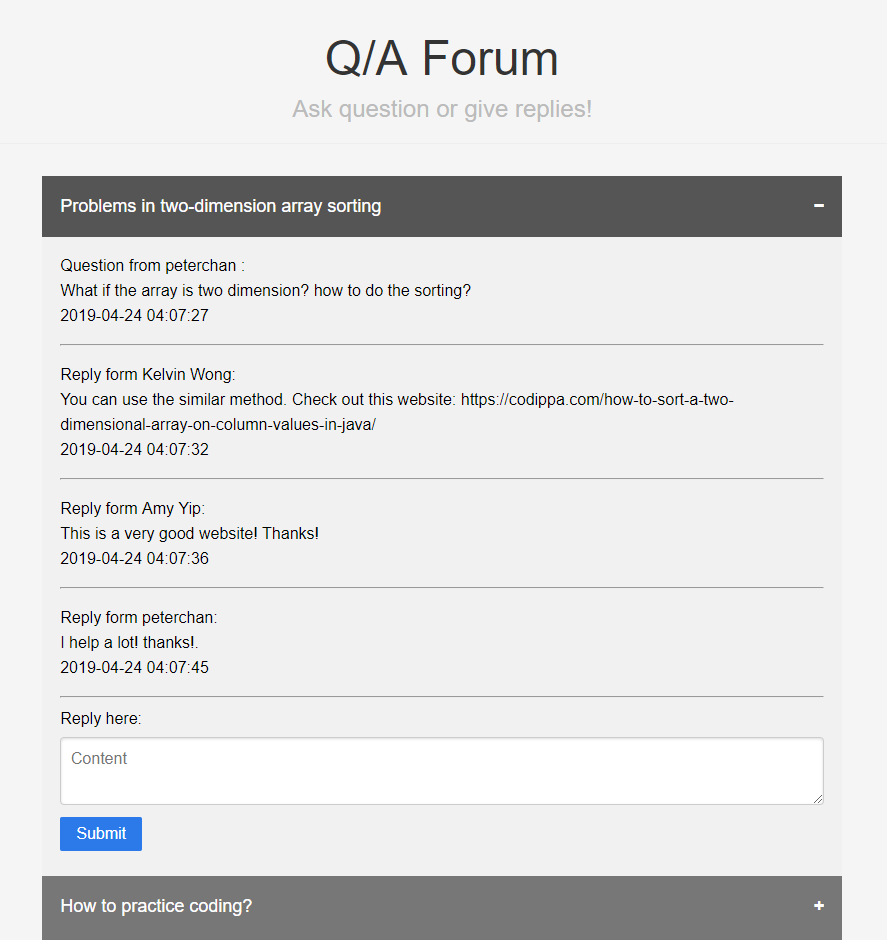 Q/A Forum
Ask question or give replies!
Problems in two-dimension array sorting
Question from peterchan :
What if the array is two dimension? how to do the sorting?
2019-04-24 04:07:27
Reply form Kelvin Wong:
You can use the similar method. Check out this website: https://codippa.com/how-to-sort-a-two-
dimensional-array-on-column-values-in-java/
2019-04-24 04:07:32
Reply form Amy Yip:
This is a very good website! Thanks!
2019-04-24 04:07:36
Reply form peterchan:
I help a lot! thanks!.
2019-04-24 04:07:45
Reply here:
Content
Submit
How to practice coding?